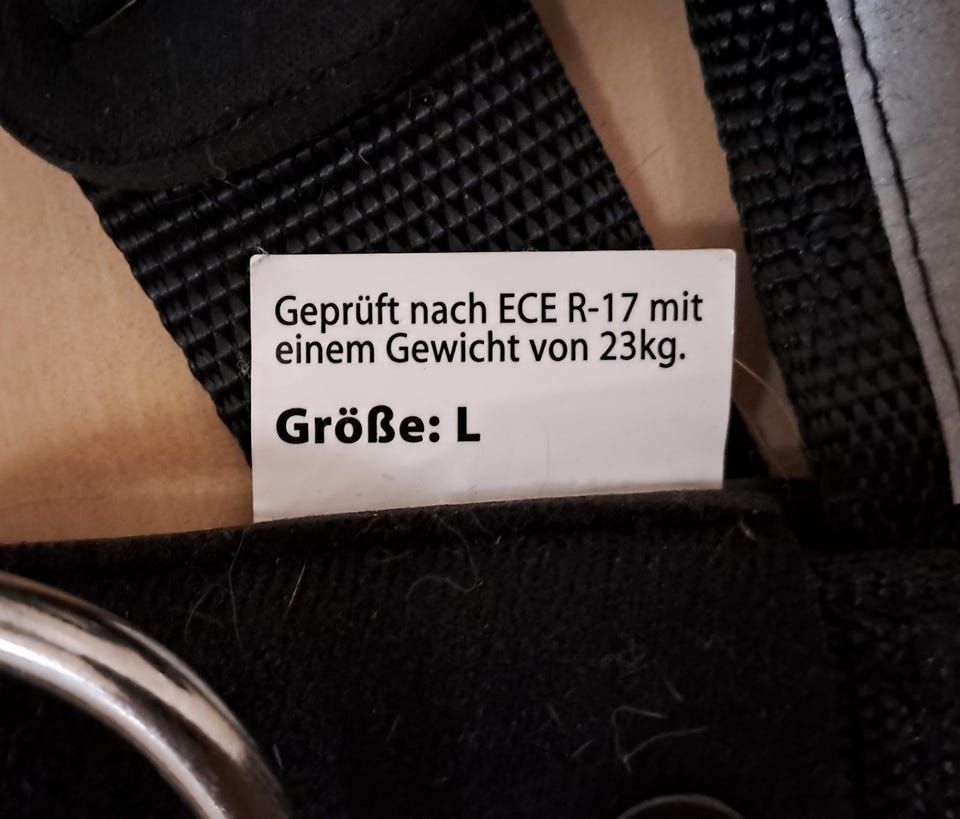 Geprüft nach ECE R-17 mit
einem Gewicht von 23kg.
Größe: L